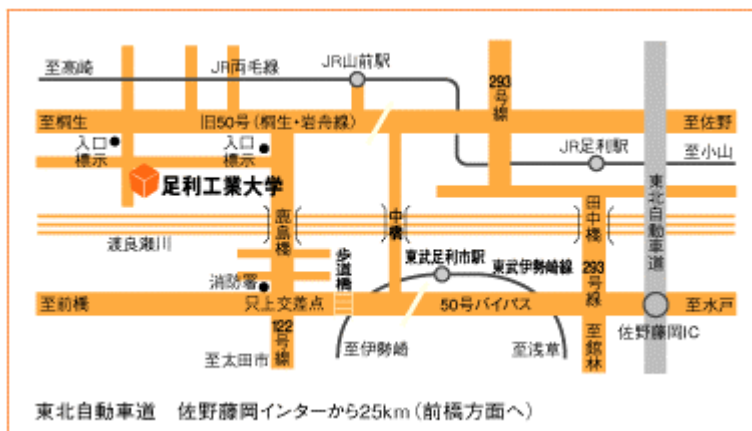 至高崎
JR両毛線
JR山前駅
293号線
至桐生
旧50号(桐生・岩舟線)
至佐野
入口標示
入口標示
JR足利駅
至小山
足利工業大学
東北自動車道
鹿島橋
中橋
田中橋
渡良瀬川
歩道橋
東武足利市駅
東武伊勢崎線
消防署
293号線
至前橋
只上交差点
50号バイパス
至水戸
122号線
至太田市
至伊勢崎
至浅草
至館林
佐野藤岡IC
東北自動車道 佐野藤岡インターから25km(前橋方面へ)